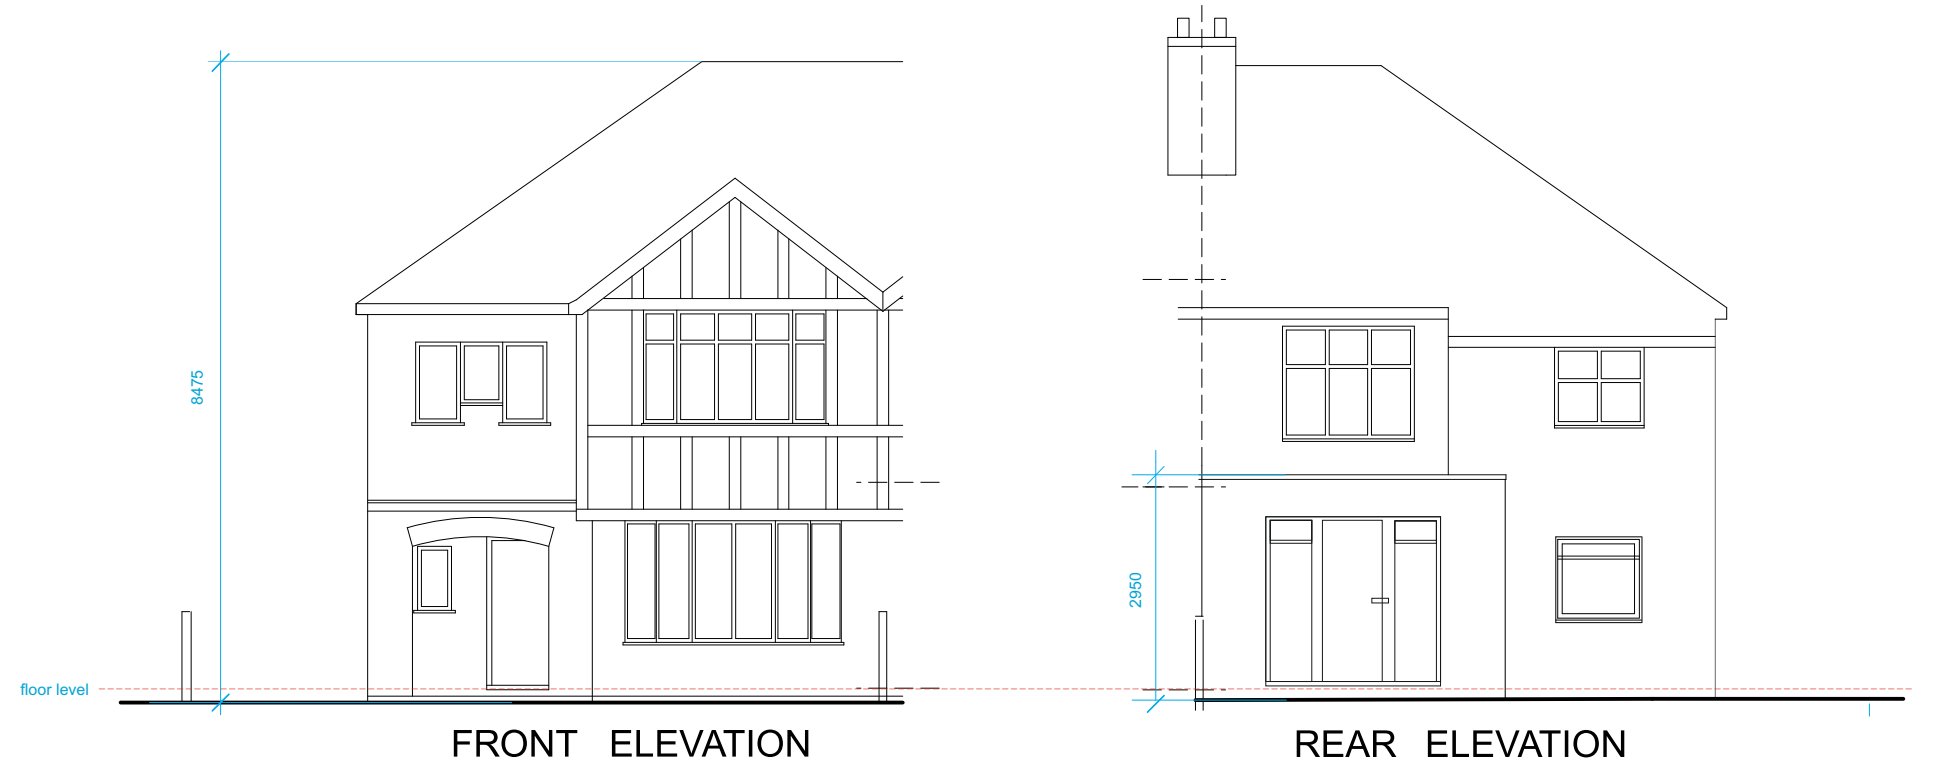 8475
2950
floor level
FRONT ELEVATION
REAR ELEVATION